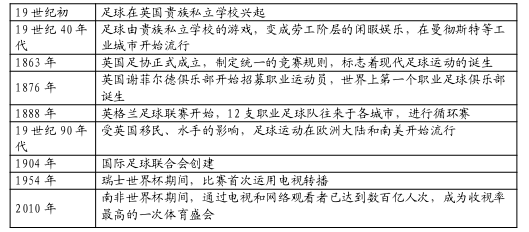 19 世纪初 足球在英国贵族私立学校兴起
19 世纪 40 年 足球由贵族私立学校的游戏，变成劳工阶层的闲暇娱乐，在曼彻斯特等工
代 业城市开始流行
1863 年 英国足协正式成立，制定统一的竞赛规则，标志着现代足球运动的诞生
1876 年 英国谢菲尔德俱乐部开始招募职业运动员，世界上第一个职业足球俱乐部
诞生
1888 年 英格兰足球联赛开始，12 支职业足球队往来于各城市，进行循环赛
19 世纪 90 年 受英国移民、水手的影响，足球运动在欧洲大陆和南美开始流行
代
1904 年 国际足球联合会创建
1954 年 瑞士世界杯期间，比赛首次运用电视转播
2010 年 南非世界杯期间，通过电视和网络观看者已达到数百亿人次，成为收视率
最高的一次体育盛会